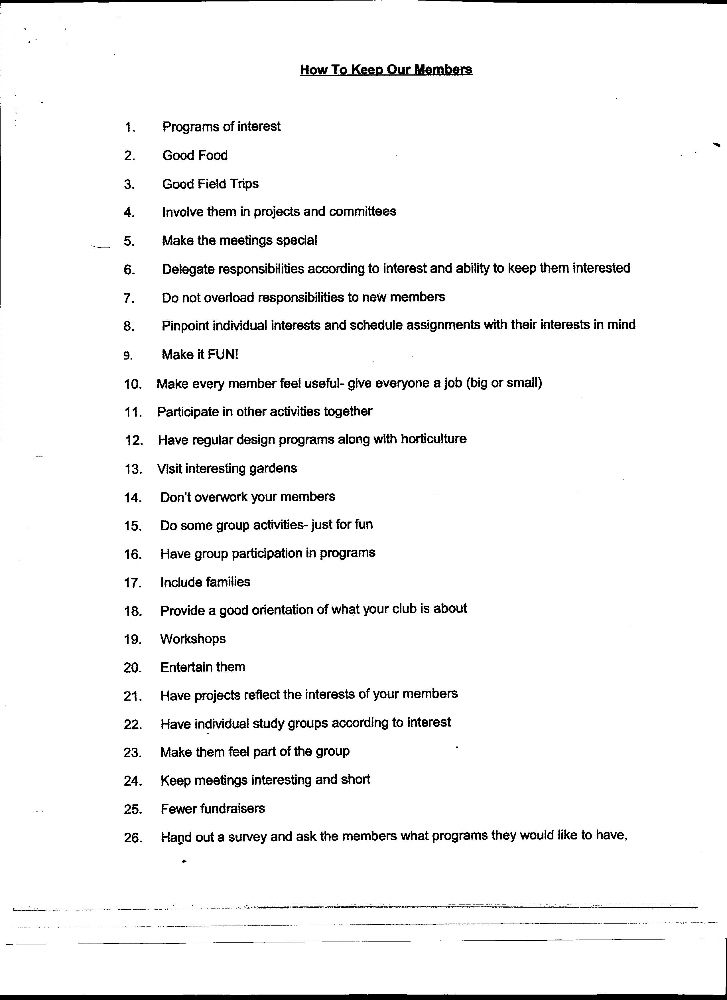 How To Keep Our Members
1. Programs of interest
2. Good Food
3. Good Field Trips
4. Involve them in projects and committees
5. Make the meetings special
6. Delegate responsibilities according to interest and ability to keep them interested
7. Do not overload responsibilities to new members
8. Pinpoint individual interests and schedule assignments with their interests in mind
9. Make it FUN!
10. Make every member feel useful- give everyone a job (big or small)
11. Participate in other activities together
12. Have regular design programs along with horticulture
13. Visit interesting gardens
14. Don't overwork your members
15. Do some group activities- just for fun
16. Have group participation in programs
17. Include families
18. Provide a good orientation of what your club is about
19. Workshops
20. Entertain them
21. Have projects reflect the interests of your members
22. Have individual study groups according to interest
23. Make them feel part of the group
24. Keep meetings interesting and short
25. Fewer fundraisers
26. Hand out a survey and ask the members what programs they would like to have,